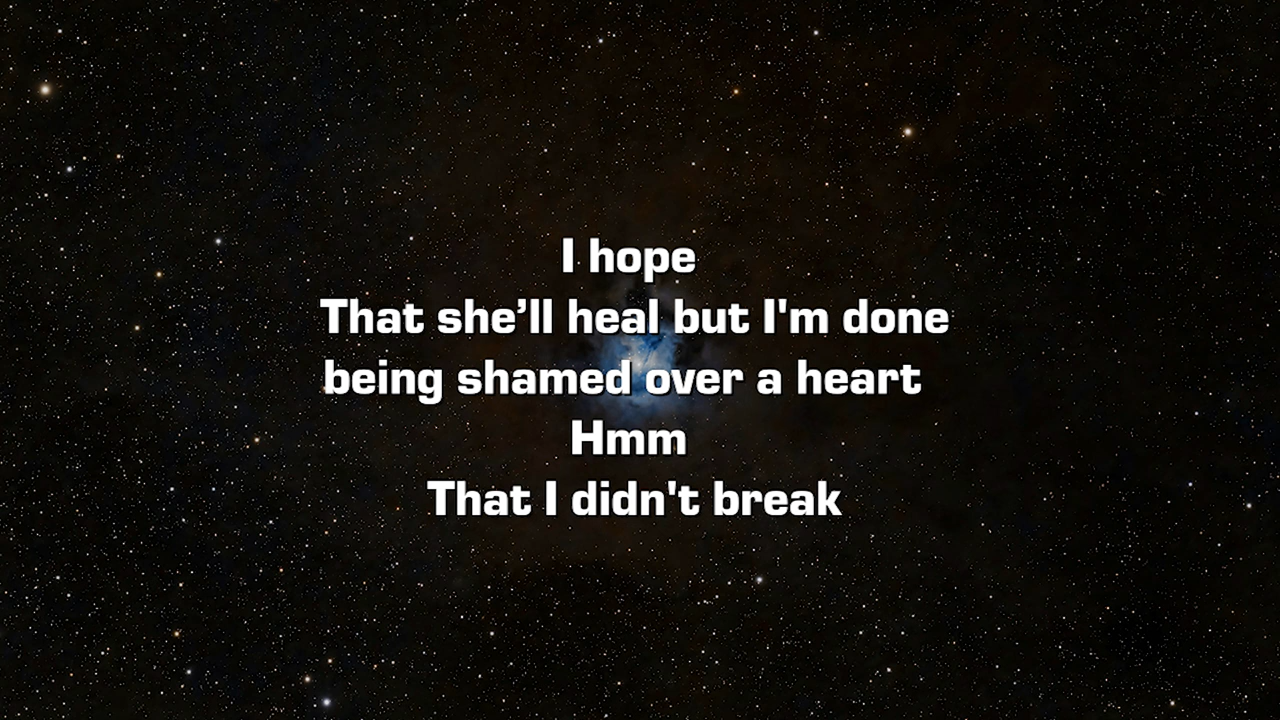 I hope
That she’ll heal but I'm done
being shamed over a heart
Hmm
That I didn't break